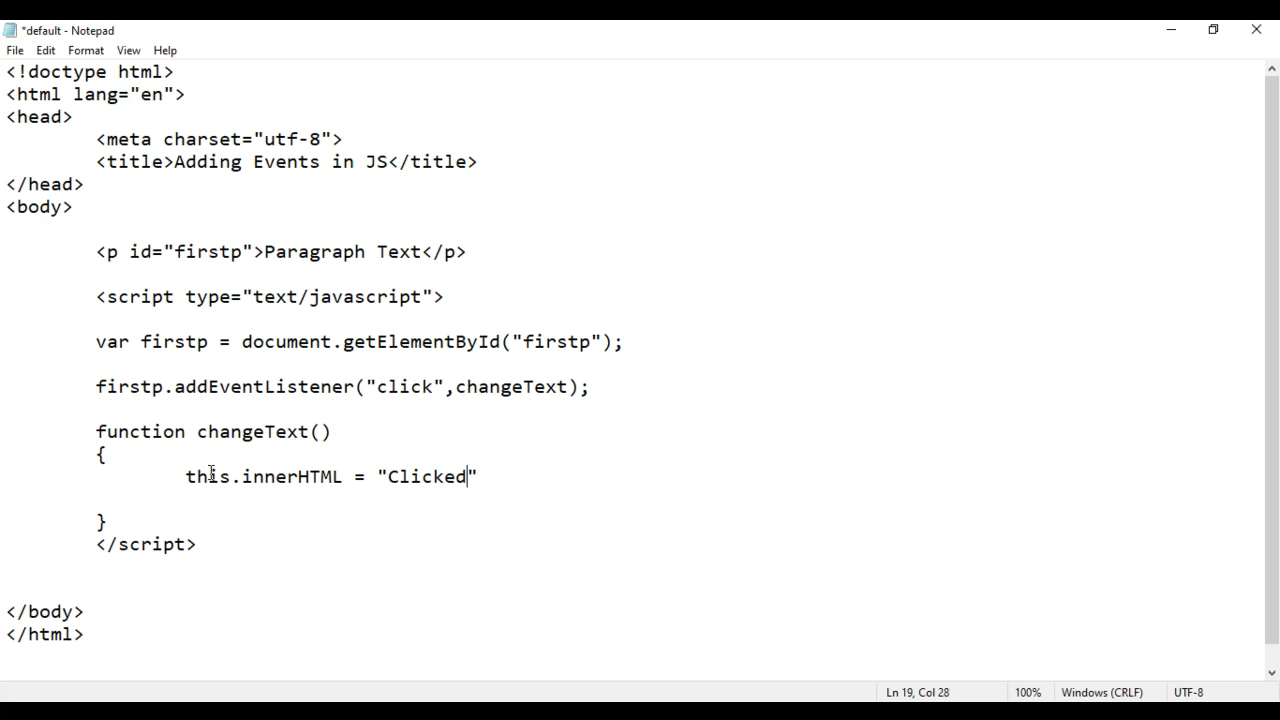 *default - Notepad
File Edit Format View Help
<!doctype html>
<html lang="en">
<head>
<meta charset="utf-8">
<title>Adding Events in JS</title>
</head>
<body>
<p id="firstp">Paragraph Text</p>
<script type="text/javascript">
var firstp = document.getElementById("firstp");
firstp.addEventListener("click",changeText);
function changeText()
{
this.innerHTML = "Clicked"
}
</script>
</body>
</html>
Ln 19, Col 28 100% Windows (CRLF) UTF-8